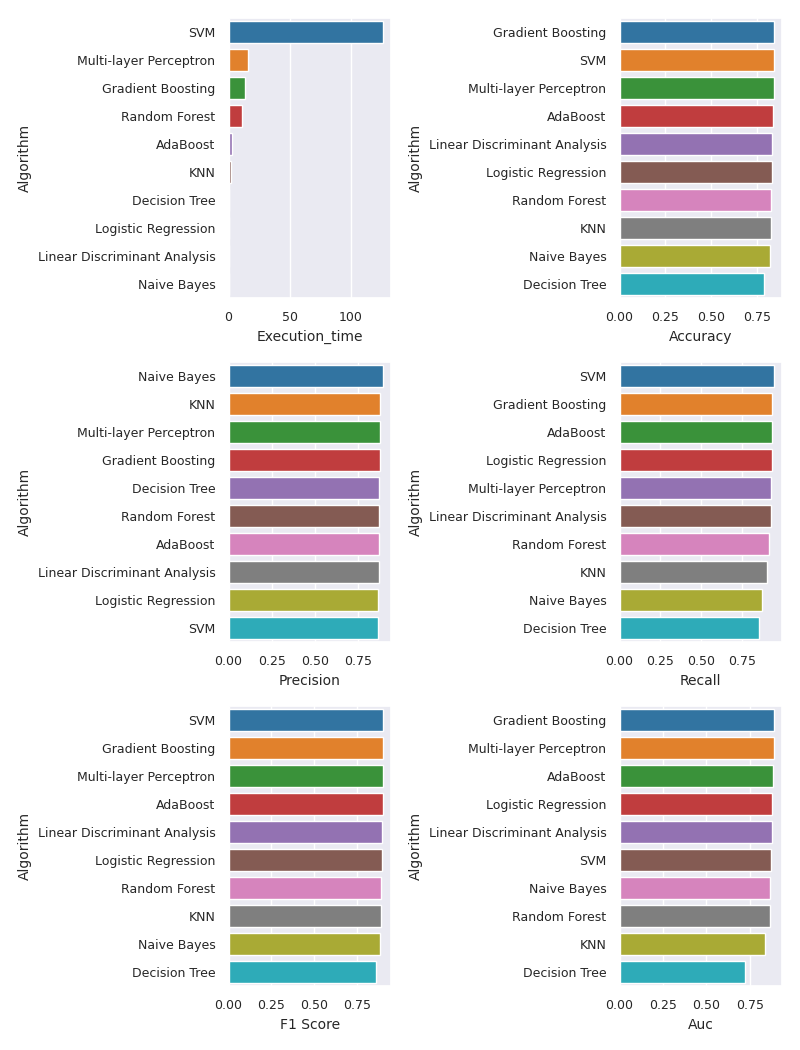 SVM
Multi-layer Perceptron
Gradient Boosting
Random Forest
AdaBoost
KNN
Decision Tree
Logistic Regression
Linear Discriminant Analysis
Naive Bayes
Algorithm
0 50 100
Execution_time
Gradient Boosting
SVM
Multi-layer Perceptron
AdaBoost
Linear Discriminant Analysis
Logistic Regression
Random Forest
KNN
Naive Bayes
Decision Tree
Algorithm
0.00 0.25 0.50 0.75
Accuracy
Naive Bayes
KNN
Multi-layer Perceptron
Gradient Boosting
Decision Tree
Random Forest
AdaBoost
Linear Discriminant Analysis
Logistic Regression
SVM
Algorithm
0.00 0.25 0.50 0.75
Precision
SVM
Gradient Boosting
AdaBoost
Logistic Regression
Multi-layer Perceptron
Linear Discriminant Analysis
Random Forest
KNN
Naive Bayes
Decision Tree
Algorithm
0.00 0.25 0.50 0.75
Recall
SVM
Gradient Boosting
Multi-layer Perceptron
AdaBoost
Linear Discriminant Analysis
Logistic Regression
Random Forest
KNN
Naive Bayes
Decision Tree
Algorithm
0.00 0.25 0.50 0.75
F1 Score
Gradient Boosting
Multi-layer Perceptron
AdaBoost
Logistic Regression
Linear Discriminant Analysis
SVM
Naive Bayes
Random Forest
KNN
Decision Tree
Algorithm
0.00 0.25 0.50 0.75
Auc